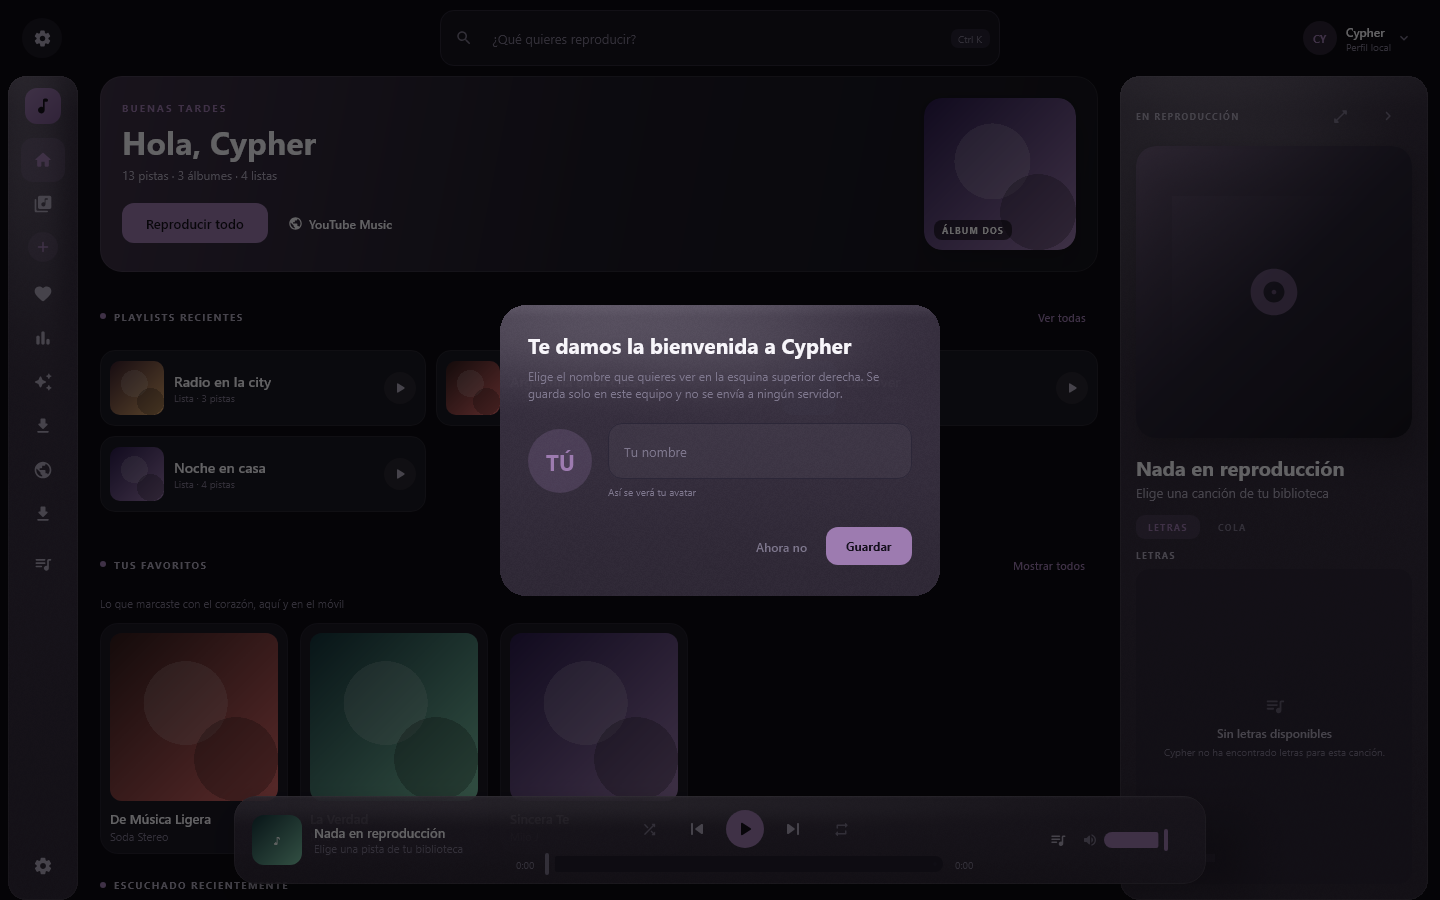 ¿Qué quieres reproducir?
Ctrl K
CY
Cypher
Perfil local
BUENAS TARDES
Hola, Cypher
13 pistas · 3 álbumes · 4 listas
Reproducir todo
YouTube Music
ÁLBUM DOS
EN REPRODUCCIÓN
PLAYLISTS RECIENTES
Ver todas
Radio en la city
Lista · 3 pistas
Noche en casa
Lista · 4 pistas
Te damos la bienvenida a Cypher
Elige el nombre que quieres ver en la esquina superior derecha. Se
guarda solo en este equipo y no se envía a ningún servidor.
TÚ
Tu nombre
Así se verá tu avatar
Ahora no
Guardar
Nada en reproducción
Elige una canción de tu biblioteca
LETRAS
COLA
LETRAS
Sin letras disponibles
Cypher no ha encontrado letras para esta canción
TUS FAVORITOS
Mostrar todos
Lo que marcaste con el corazón, aquí y en el móvil
De Música Ligera
Soda Stereo
La Verdad
Sincera Te
Nada en reproducción
Elige una pista de tu biblioteca
0:00
0:00
ESCUCHADO RECIENTEMENTE